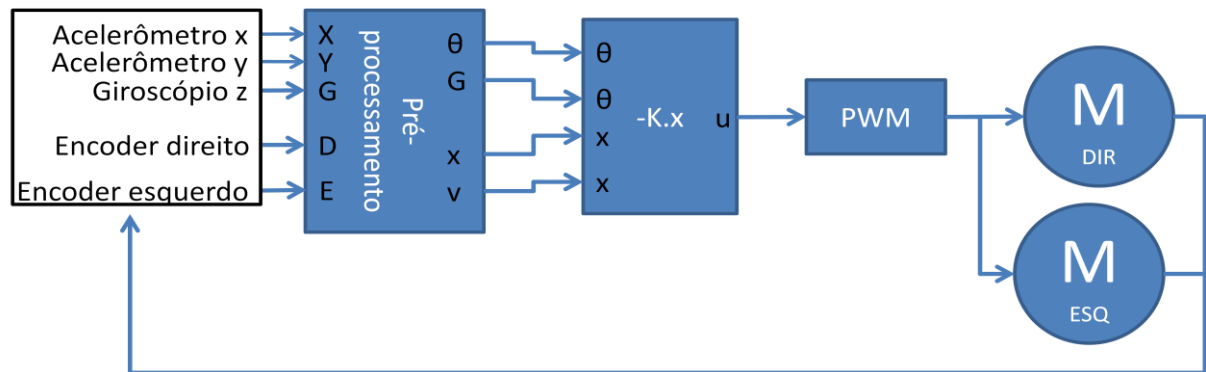 Acelerômetro x
Acelerômetro y
Giroscópio z
Encoder direito
Encoder esquerdo
X
Y
G
D
E
Pré-
processamento
θ
G
x
v
θ
θ
x
x
-K.x
u
PWM
M
DIR
M
ESQ